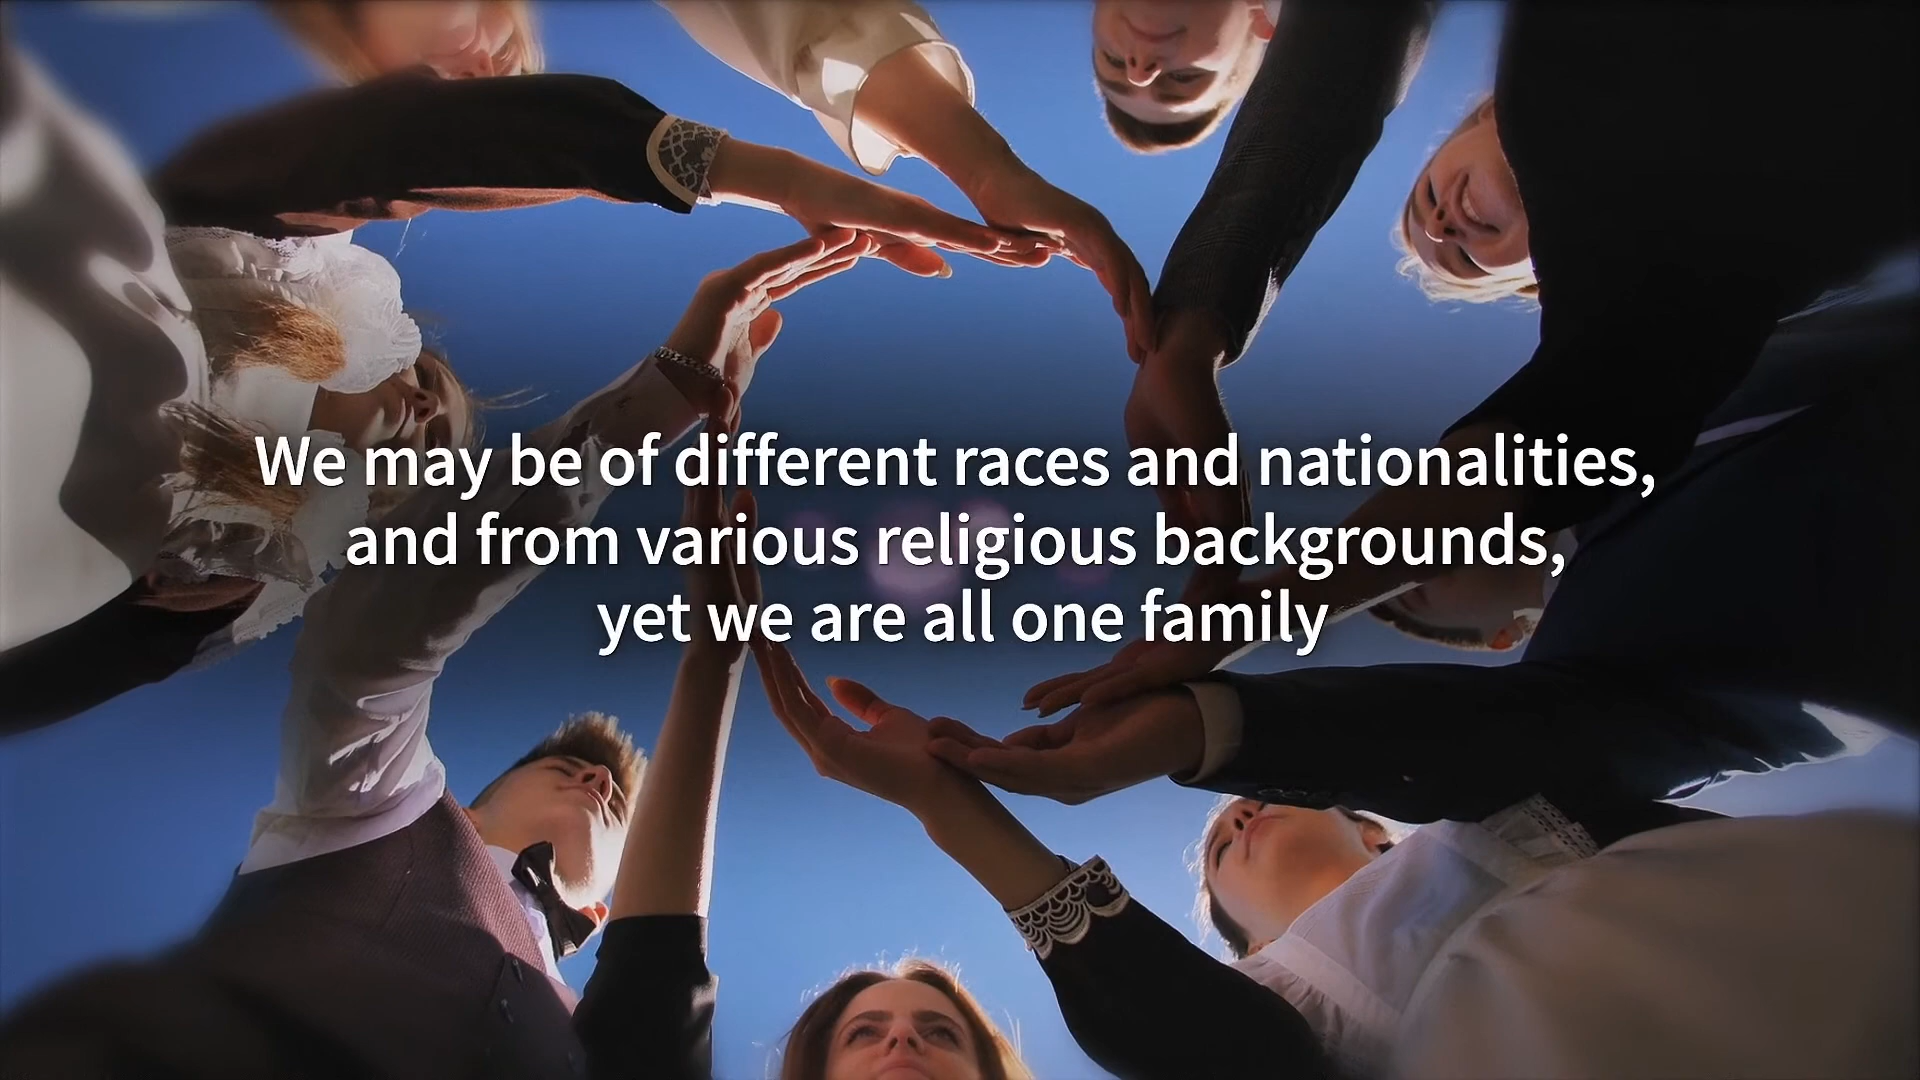 We may be of different races and nationalities,
and from various religious backgrounds,
yet we are all one family